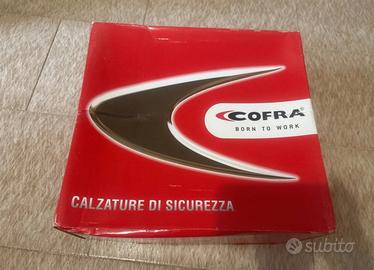 COFRA®
BORN TO WORK
CALZATURE DI SICUREZZA
subito